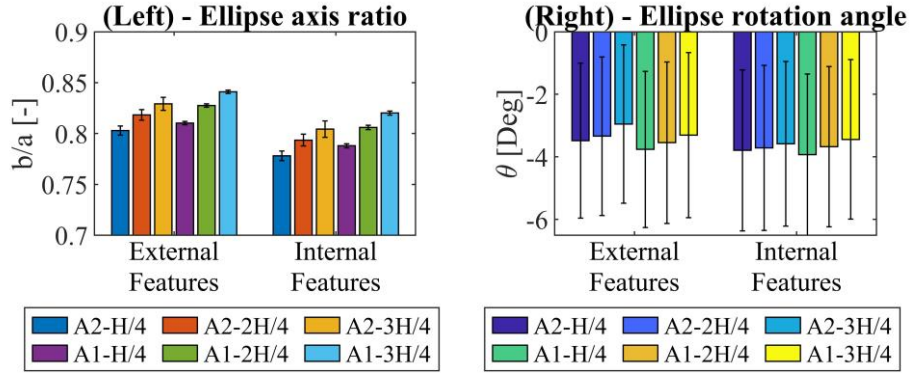 (Left) - Ellipse axis ratio
0.9
0.85
0.8
0.75
0.7
b/a [-]
External
Features
Internal
Features
A2-H/4 A2-2H/4 A2-3H/4
A1-H/4 A1-2H/4 A1-3H/4
(Right) - Ellipse rotation angle
0
-2
-4
-6
θ [Deg]
External
Features
Internal
Features
A2-H/4 A2-2H/4 A2-3H/4
A1-H/4 A1-2H/4 A1-3H/4